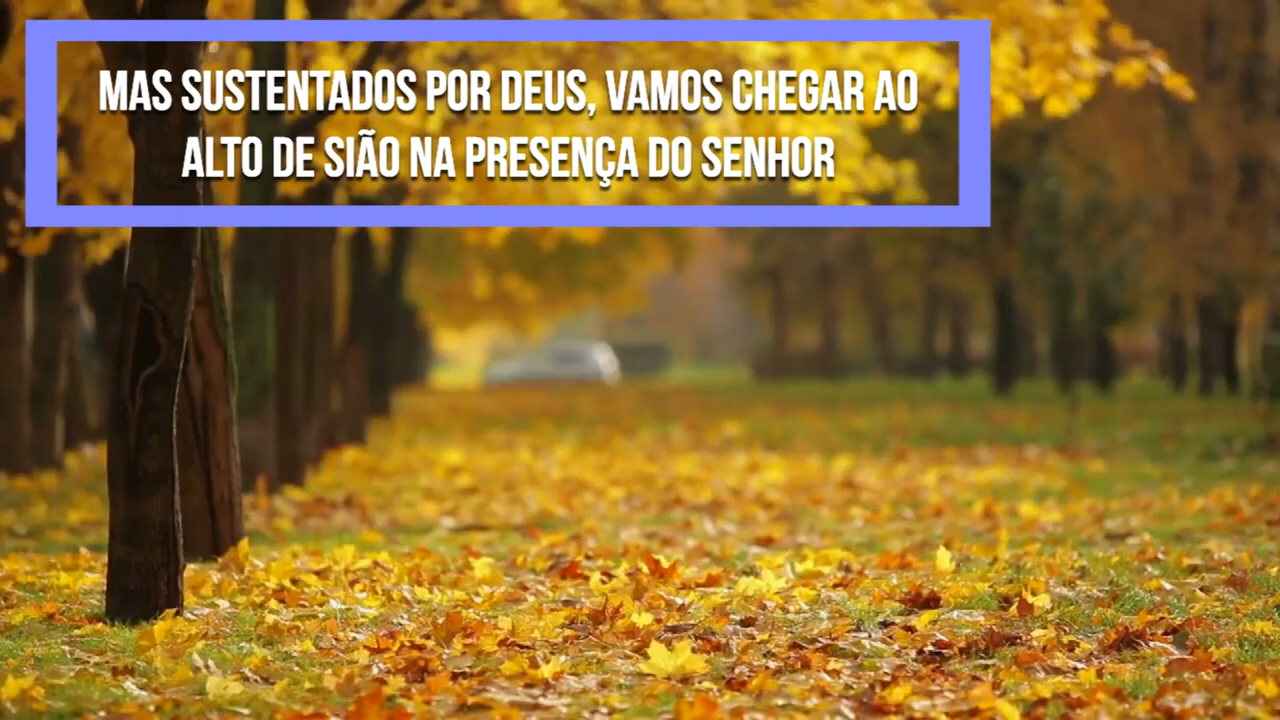 MAS SUSTENTADOS POR DEUS, VAMOS CHEGAR AO
ALTO DE SIÃO NA PRESENÇA DO SENHOR